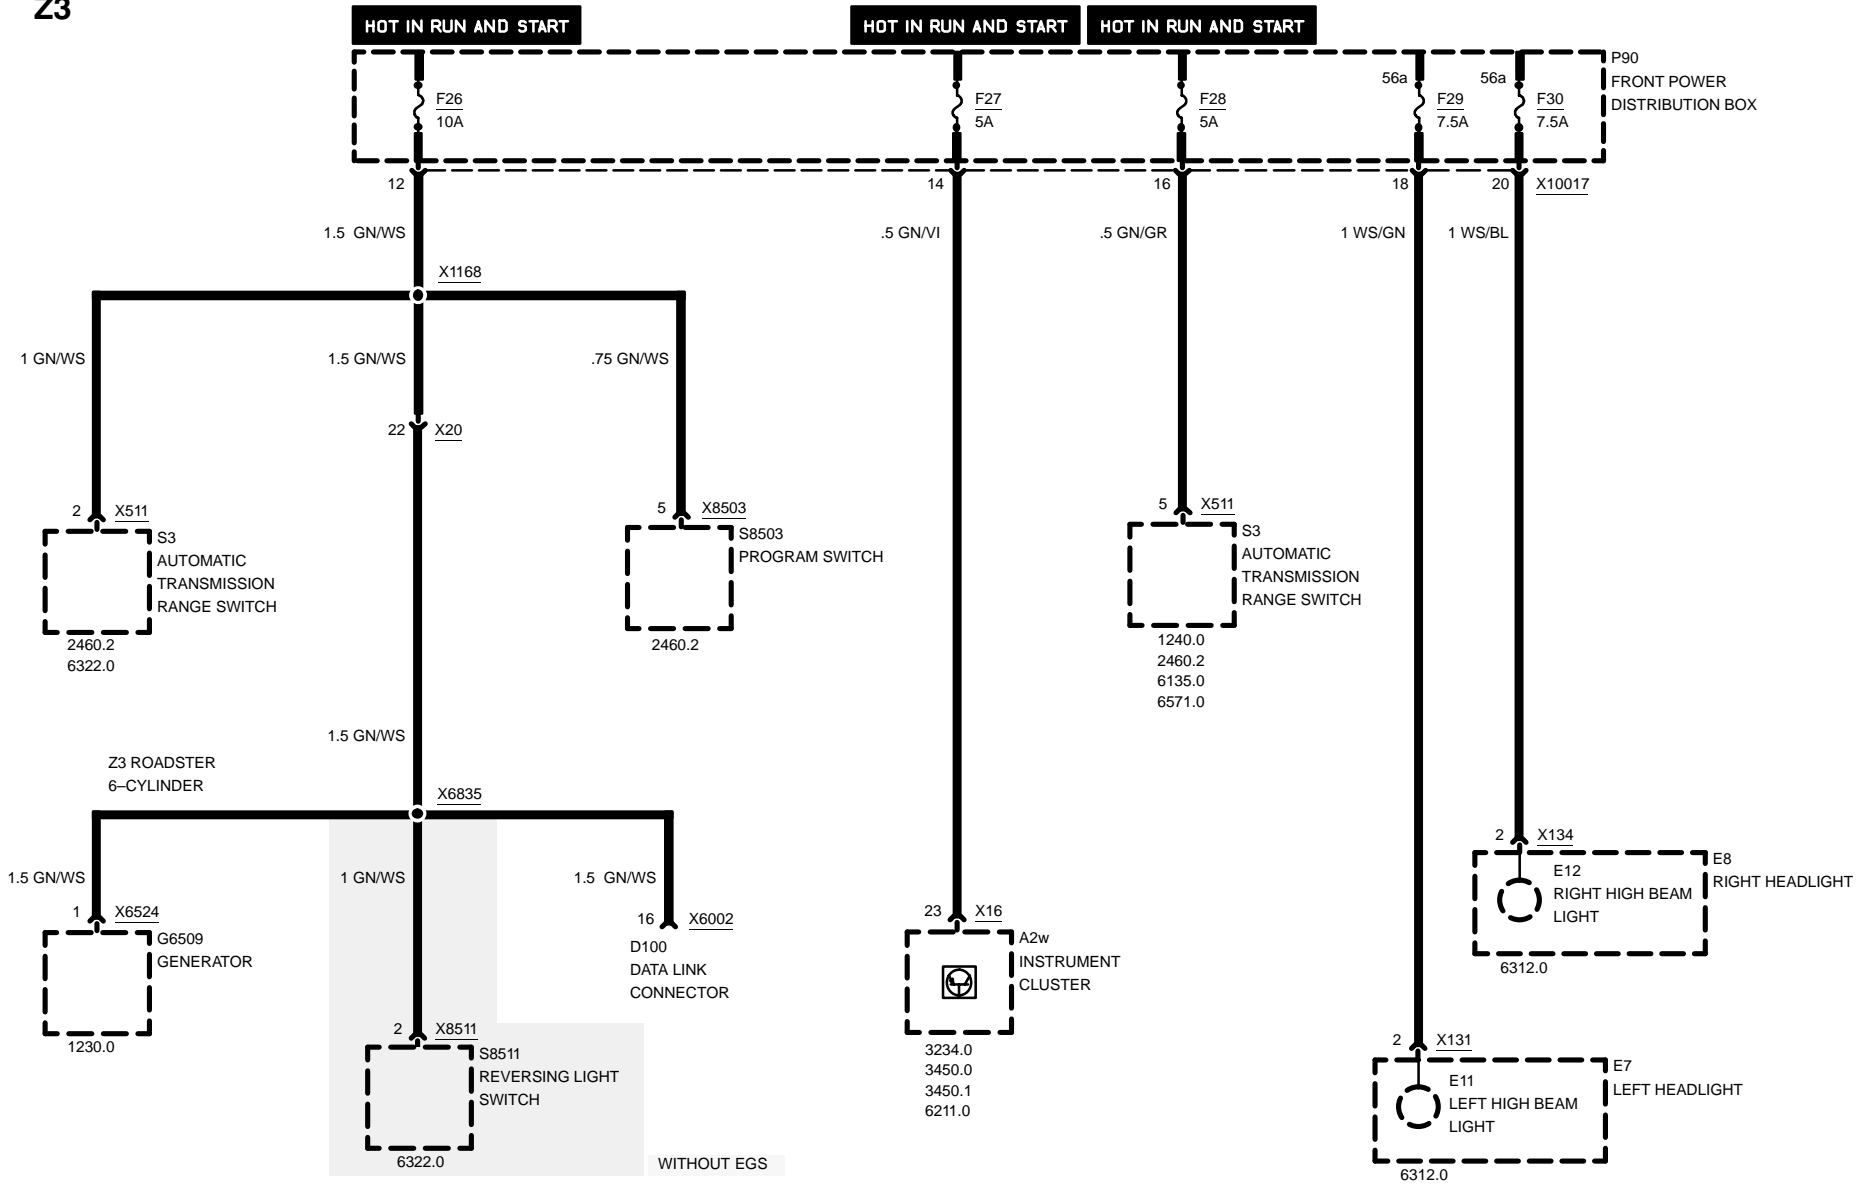 Z3
HOT IN RUN AND START
HOT IN RUN AND START
HOT IN RUN AND START
P90
FRONT POWER
DISTRIBUTION BOX
F26
10A
F27
5A
F28
5A
56a
F29
7.5A
56a
F30
7.5A
12
14
16
18
20
X10017
1.5 GN/WS
.5 GN/VI
.5 GN/GR
1 WS/GN
1 WS/BL
X1168
1 GN/WS
1.5 GN/WS
.75 GN/WS
22
X20
2
X511
S3
AUTOMATIC
TRANSMISSION
RANGE SWITCH
2460.2
6322.0
5
X8503
S8503
PROGRAM SWITCH
2460.2
5
X511
S3
AUTOMATIC
TRANSMISSION
RANGE SWITCH
1240.0
2460.2
6135.0
6571.0
1.5 GN/WS
Z3 ROADSTER
6–CYLINDER
X6835
1.5 GN/WS
1 GN/WS
1.5 GN/WS
1
X6524
G6509
GENERATOR
1230.0
16
X6002
D100
DATA LINK
CONNECTOR
2
X8511
S8511
REVERSING LIGHT
SWITCH
6322.0
WITHOUT EGS
23
X16
A2w
INSTRUMENT
CLUSTER
3234.0
3450.0
3450.1
6211.0
2
X134
E8
RIGHT HEADLIGHT
E12
RIGHT HIGH BEAM
LIGHT
6312.0
2
X131
E7
LEFT HEADLIGHT
E11
LEFT HIGH BEAM
LIGHT
6312.0